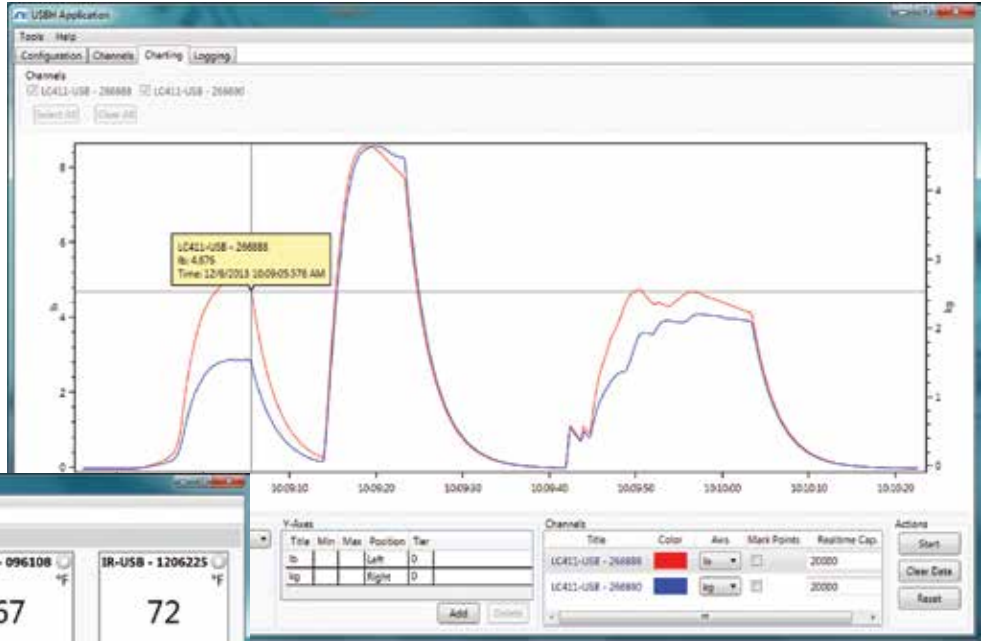 USBH Application
Tools Help
Configuration Channels Charting Logging
Channels
LC411-USB - 266888 LC411-USB - 266690
Select All Clear All
8
6
4
2
0
lb
LC411-USB - 266888
lb: 4.676
Time: 12/6/2013 10:09:05.376 AM
4
3
2
1
0
kg
10:09:10 10:09:20 10:09:30 10:09:40 10:09:50 10:10:00 10:10:10 10:10:20
Y-Axes
Title Min Max Position Tier
lb Left 0
kg Right 0
Add Delete
Channels
Title Color Axis Mark Points Realtime Cap.
LC411-USB - 266888 lb 20000
LC411-USB - 266690 kg 20000
Actions
Start
Clear Data
Reset
096108
°F
67
IR-USB - 1206225
°F
72